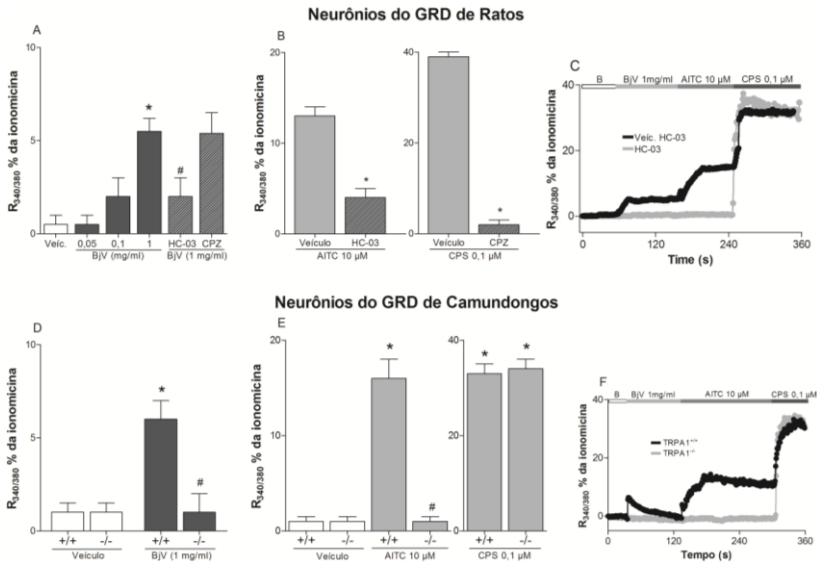 Neurônios do GRD de Ratos
A
R340/380 % da ionomicina
10
5
0
*
#
Veíc. 0,05 0,1 1 HC-03 CPZ
BjV (mg/ml) BjV (1 mg/ml)
B
R340/380 % da ionomicina
20
10
0
*
Veículo HC-03
AITC 10 µM
40
20
0
*
Veículo CPZ
CPS 0,1 µM
C
B BjV 1mg/ml AITC 10 µM CPS 0,1 µM
R340/380 % da ionomicina
40
30
20
10
0
Veíc. HC-03
HC-03
0 120 240 360
Time (s)
Neurônios do GRD de Camundongos
D
R340/380 % da ionomicina
10
5
0
*
#
+/+ -/- +/+ -/-
Veículo BjV (1 mg/ml)
E
R340/380 % da ionomicina
20
10
0
*
#
+/+ -/- +/+ -/-
Veículo AITC 10 µM
40
20
0
* *
+/+ -/-
CPS 0,1 µM
F
B BjV 1mg/ml AITC 10 µM CPS 0,1 µM
R340/380 % da ionomicina
40
30
20
10
0
TRPA1+/+
TRPA1-/-
0 120 240 360
Tempo (s)